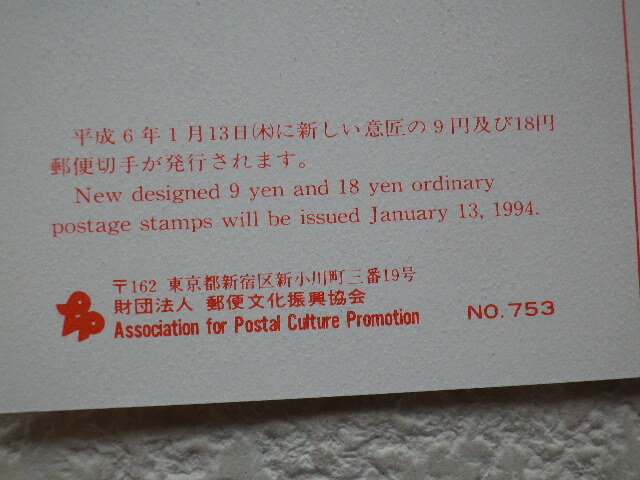 平成6年1月13日(木)に新しい意匠の9円及び18円
郵便切手が発行されます。
New designed 9 yen and 18 yen ordinary
postage stamps will be issued January 13, 1994.
〒162 東京都新宿区新小川町三番19号
財団法人 郵便文化振興協会
Association for Postal Culture Promotion NO.753